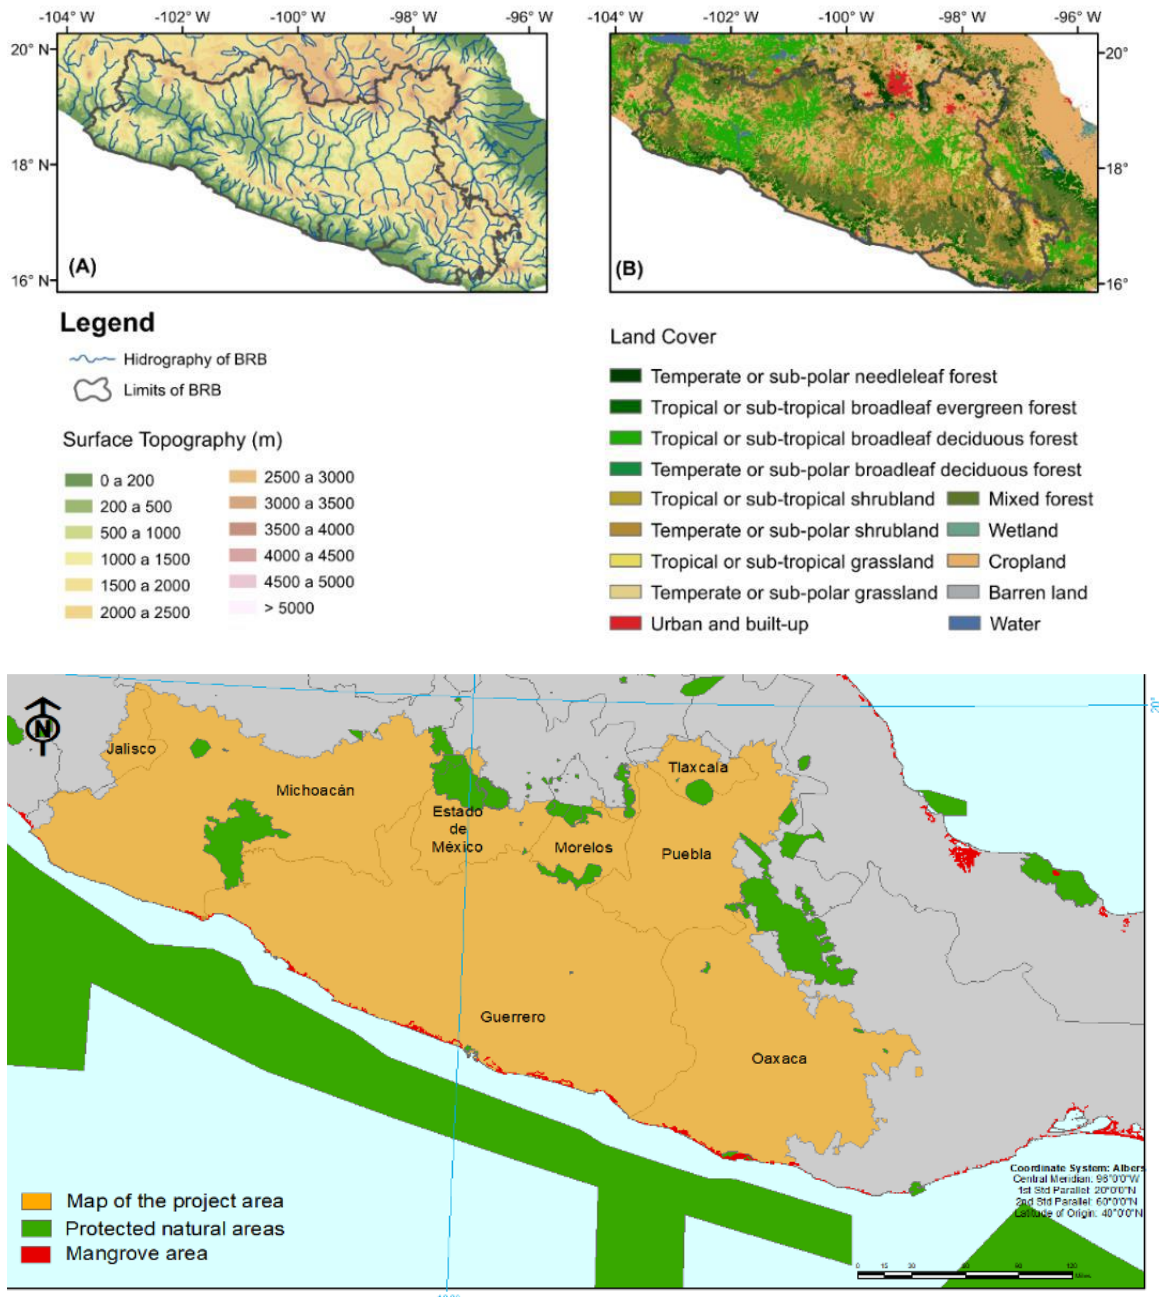 -104° W -102° W -100° W -98° W -96° W
-104° W -102° W -100° W -98° W -96° W
20° N
18° N
16° N
(A)
20°
18°
16°
(B)
Legend
Hidrography of BRB
Limits of BRB
Surface Topography (m)
0 a 200
200 a 500
500 a 1000
1000 a 1500
1500 a 2000
2000 a 2500
2500 a 3000
3000 a 3500
3500 a 4000
4000 a 4500
4500 a 5000
> 5000
Land Cover
Temperate or sub-polar needleleaf forest
Tropical or sub-tropical broadleaf evergreen forest
Tropical or sub-tropical broadleaf deciduous forest
Temperate or sub-polar broadleaf deciduous forest
Tropical or sub-tropical shrubland
Temperate or sub-polar shrubland
Tropical or sub-tropical grassland
Temperate or sub-polar grassland
Urban and built-up
Mixed forest
Wetland
Cropland
Barren land
Water
N
20°
Jalisco
Michoacán
Estado
de
México
Morelos
Tlaxcala
Puebla
Guerrero
Oaxaca
Map of the project area
Protected natural areas
Mangrove area
Coordinate System: Albers
Central Meridian: 96°0'0"W
1st Std Parallel: 20°0'0"N
2nd Std Parallel: 60°0'0"N
Latitude of Origin: 40°0'0"N
0 15 30 60 90 120
Miles